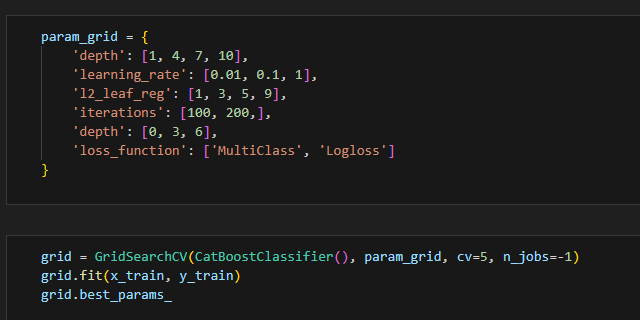 param_grid = {
    'depth': [1, 4, 7, 10],
    'learning_rate': [0.01, 0.1, 1],
    'l2_leaf_reg': [1, 3, 5, 9],
    'iterations': [100, 200,],
    'depth': [0, 3, 6],
    'loss_function': ['MultiClass', 'Logloss']
}
grid = GridSearchCV(CatBoostClassifier(), param_grid, cv=5, n_jobs=-1)
grid.fit(x_train, y_train)
grid.best_params_